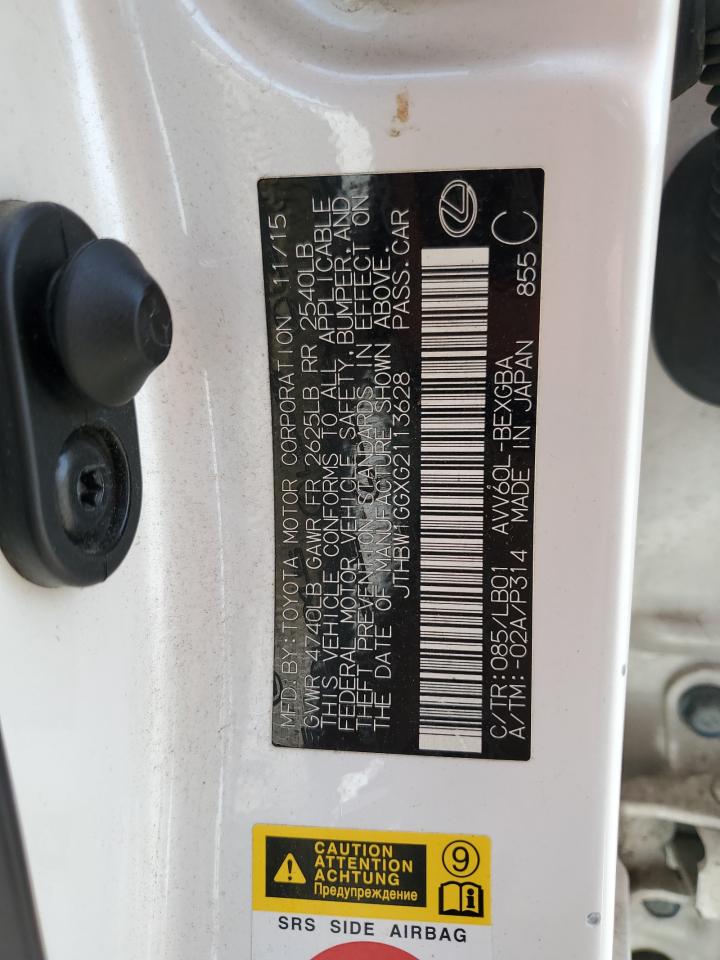 MFD.BY:TOYOTA MOTOR CORPORATION 11/15
GVWR 4740LB GAWR FR 2625LB RR 2540LB
THIS VEHICLE CONFORMS TO ALL APPLICABLE
FEDERAL MOTOR VEHICLE SAFETY, BUMPER, AND
THEFT PREVENTION STANDARDS IN EFFECT ON
THE DATE OF MANUFACTURE SHOWN ABOVE.
JTHBW1GGXG2113628 PASS.CAR
C/TR:085/LB01 AVV60L-BEXGBA
A/TM:-02A/P314 MADE IN JAPAN 855 C
CAUTION
ATTENTION
ACHTUNG
Предупреждение
9
SRS SIDE AIRBAG